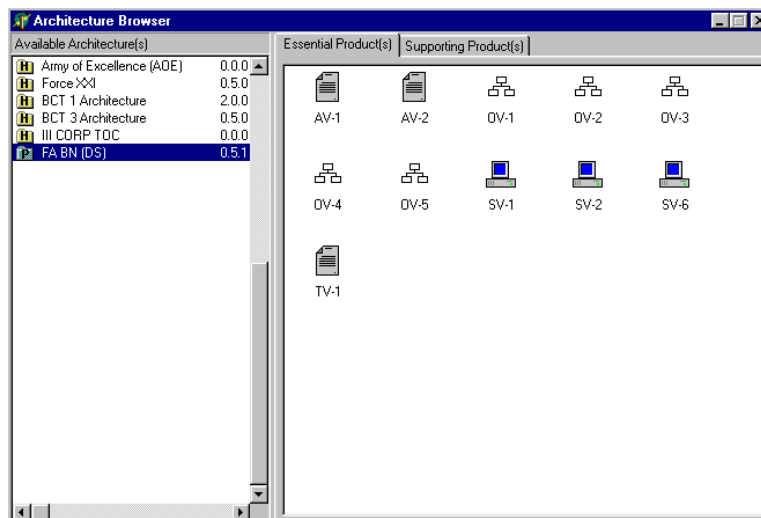 Architecture Browser
Available Architecture(s)
H Army of Excellence (AOE) 0.0.0
H Force XXI 0.5.0
H BCT 1 Architecture 2.0.0
H BCT 3 Architecture 0.5.0
H III CORP TOC 0.0.0
P FA BN (DS) 0.5.1
Essential Product(s) Supporting Product(s)
AV-1 AV-2 OV-1 OV-2 OV-3
OV-4 OV-5 SV-1 SV-2 SV-6
TV-1